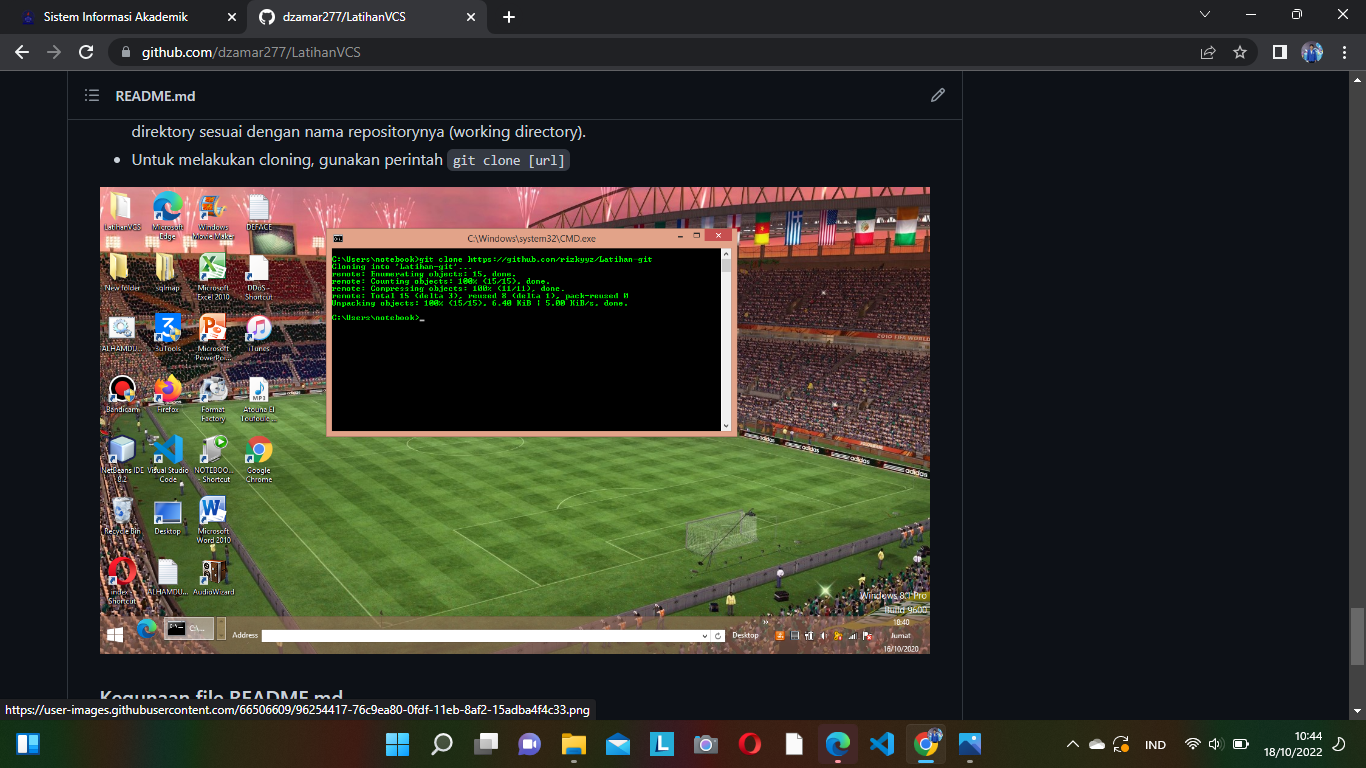 Sistem Informasi Akademik
dzamar277/LatihanVCS
github.com/dzamar277/LatihanVCS
README.md
direktory sesuai dengan nama repositorynya (working directory).
Untuk melakukan cloning, gunakan perintah git clone [url]
LatihanVCS
Microsoft Edge
Windows Movie Maker
DEFACE
New folder
sqlmap
Microsoft Excel 2010
DDoS - Shortcut
ALHAMDU...
3uTools
Microsoft PowerPoi...
iTunes
Bandicam
Firefox
Format Factory
MP3
Atouna El Toufoule...
NetBeans IDE 8.2
Visual Studio Code
NOTEBOO... - Shortcut
Google Chrome
Recycle Bin
Desktop
Microsoft Word 2010
index - Shortcut
ALHAMDU...
AudioWizard
C:\Windows\system32\CMD.exe
C:\Users\notebook>git clone https://github.com/rizkyyz/Latihan-git
Cloning into 'Latihan-git'...
remote: Enumerating objects: 15, done.
remote: Counting objects: 100% (15/15), done.
remote: Compressing objects: 100% (11/11), done.
remote: Total 15 (delta 3), reused 8 (delta 1), pack-reused 0
Unpacking objects: 100% (15/15), 6.40 KiB | 5.00 KiB/s, done.
C:\Users\notebook>_
adidas
adidas
adidas
Windows 8.1 Pro
Build 9600
C:\...
Address
Desktop
18:40
Jumat
16/10/2020
Kegunaan file README.md
https://user-images.githubusercontent.com/66506609/96254417-76c9ea80-0fdf-11eb-8af2-15adba4f4c33.png
IND
10:44
18/10/2022